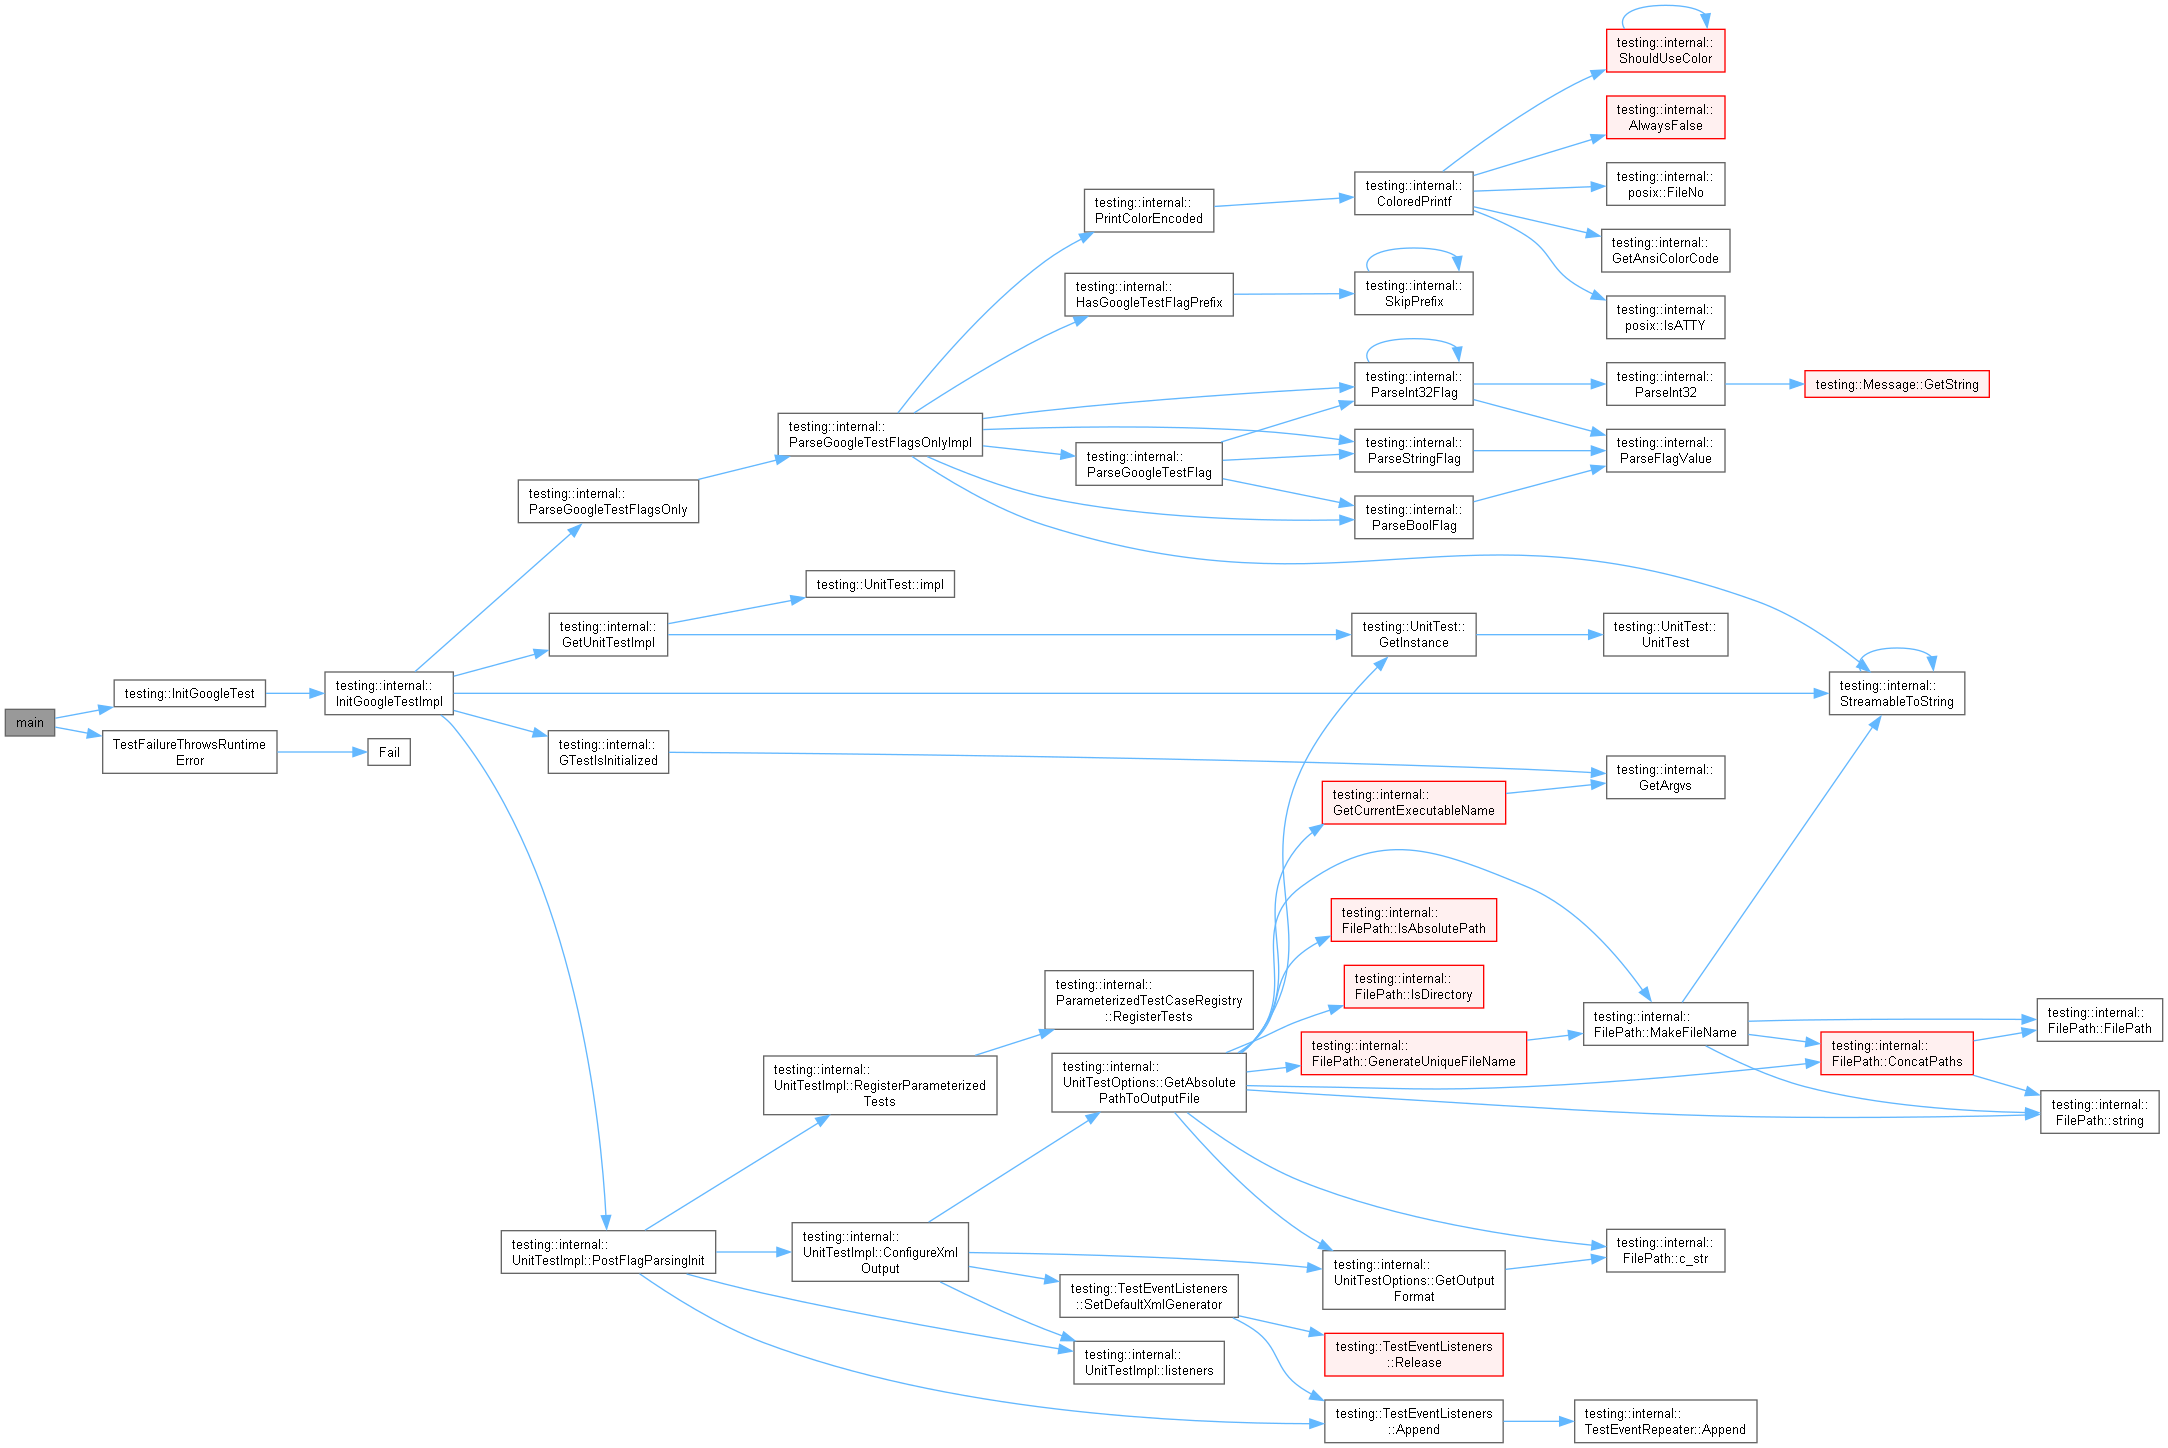 main
testing::InitGoogleTest
TestFailureThrowsRuntime
Error
testing::internal::
InitGoogleTestImpl
Fail
testing::internal::
ParseGoogleTestFlagsOnly
testing::internal::
GetUnitTestImpl
testing::internal::
GTestIsInitialized
testing::internal::
UnitTestImpl::PostFlagParsingInit
testing::internal::
ParseGoogleTestFlagsOnlyImpl
testing::UnitTest::impl
testing::internal::
UnitTestImpl::RegisterParameterized
Tests
testing::internal::
UnitTestImpl::ConfigureXml
Output
testing::internal::
PrintColorEncoded
testing::internal::
HasGoogleTestFlagPrefix
testing::internal::
ParseGoogleTestFlag
testing::internal::
ParameterizedTestCaseRegistry
::RegisterTests
testing::internal::
UnitTestOptions::GetAbsolute
PathToOutputFile
testing::TestEventListeners
::SetDefaultXmlGenerator
testing::internal::
UnitTestImpl::listeners
testing::internal::
ColoredPrintf
testing::internal::
SkipPrefix
testing::internal::
ParseInt32Flag
testing::internal::
ParseStringFlag
testing::internal::
ParseBoolFlag
testing::UnitTest::
GetInstance
testing::internal::
GetCurrentExecutableName
testing::internal::
FilePath::IsAbsolutePath
testing::internal::
FilePath::IsDirectory
testing::internal::
FilePath::GenerateUniqueFileName
testing::internal::
UnitTestOptions::GetOutput
Format
testing::TestEventListeners
::Release
testing::TestEventListeners
::Append
testing::internal::
ShouldUseColor
testing::internal::
AlwaysFalse
testing::internal::
posix::FileNo
testing::internal::
GetAnsiColorCode
testing::internal::
posix::IsATTY
testing::internal::
ParseInt32
testing::internal::
ParseFlagValue
testing::UnitTest::
UnitTest
testing::internal::
GetArgvs
testing::internal::
FilePath::MakeFileName
testing::internal::
FilePath::c_str
testing::internal::
TestEventRepeater::Append
testing::Message::GetString
testing::internal::
StreamableToString
testing::internal::
FilePath::ConcatPaths
testing::internal::
FilePath::FilePath
testing::internal::
FilePath::string